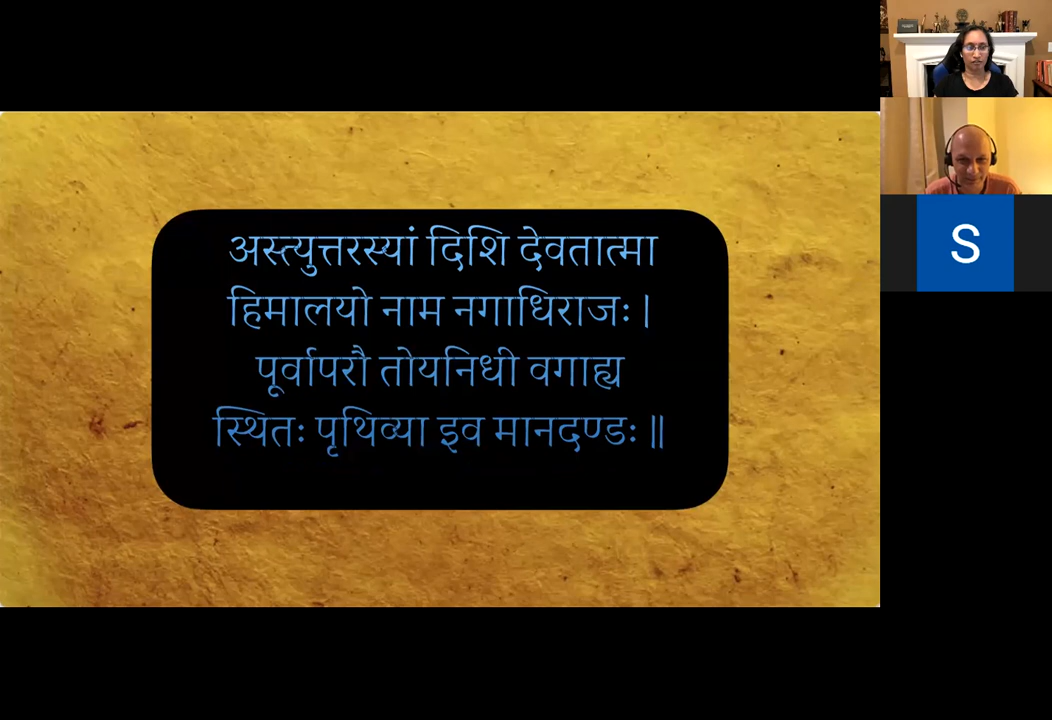 अस्त्युत्तरस्यां दिशि देवतात्मा
हिमालयो नाम नगाधिराजः ।
पूर्वापरौ तोयनिधी वगाह्य
स्थितः पृथिव्या इव मानदण्डः ॥
S